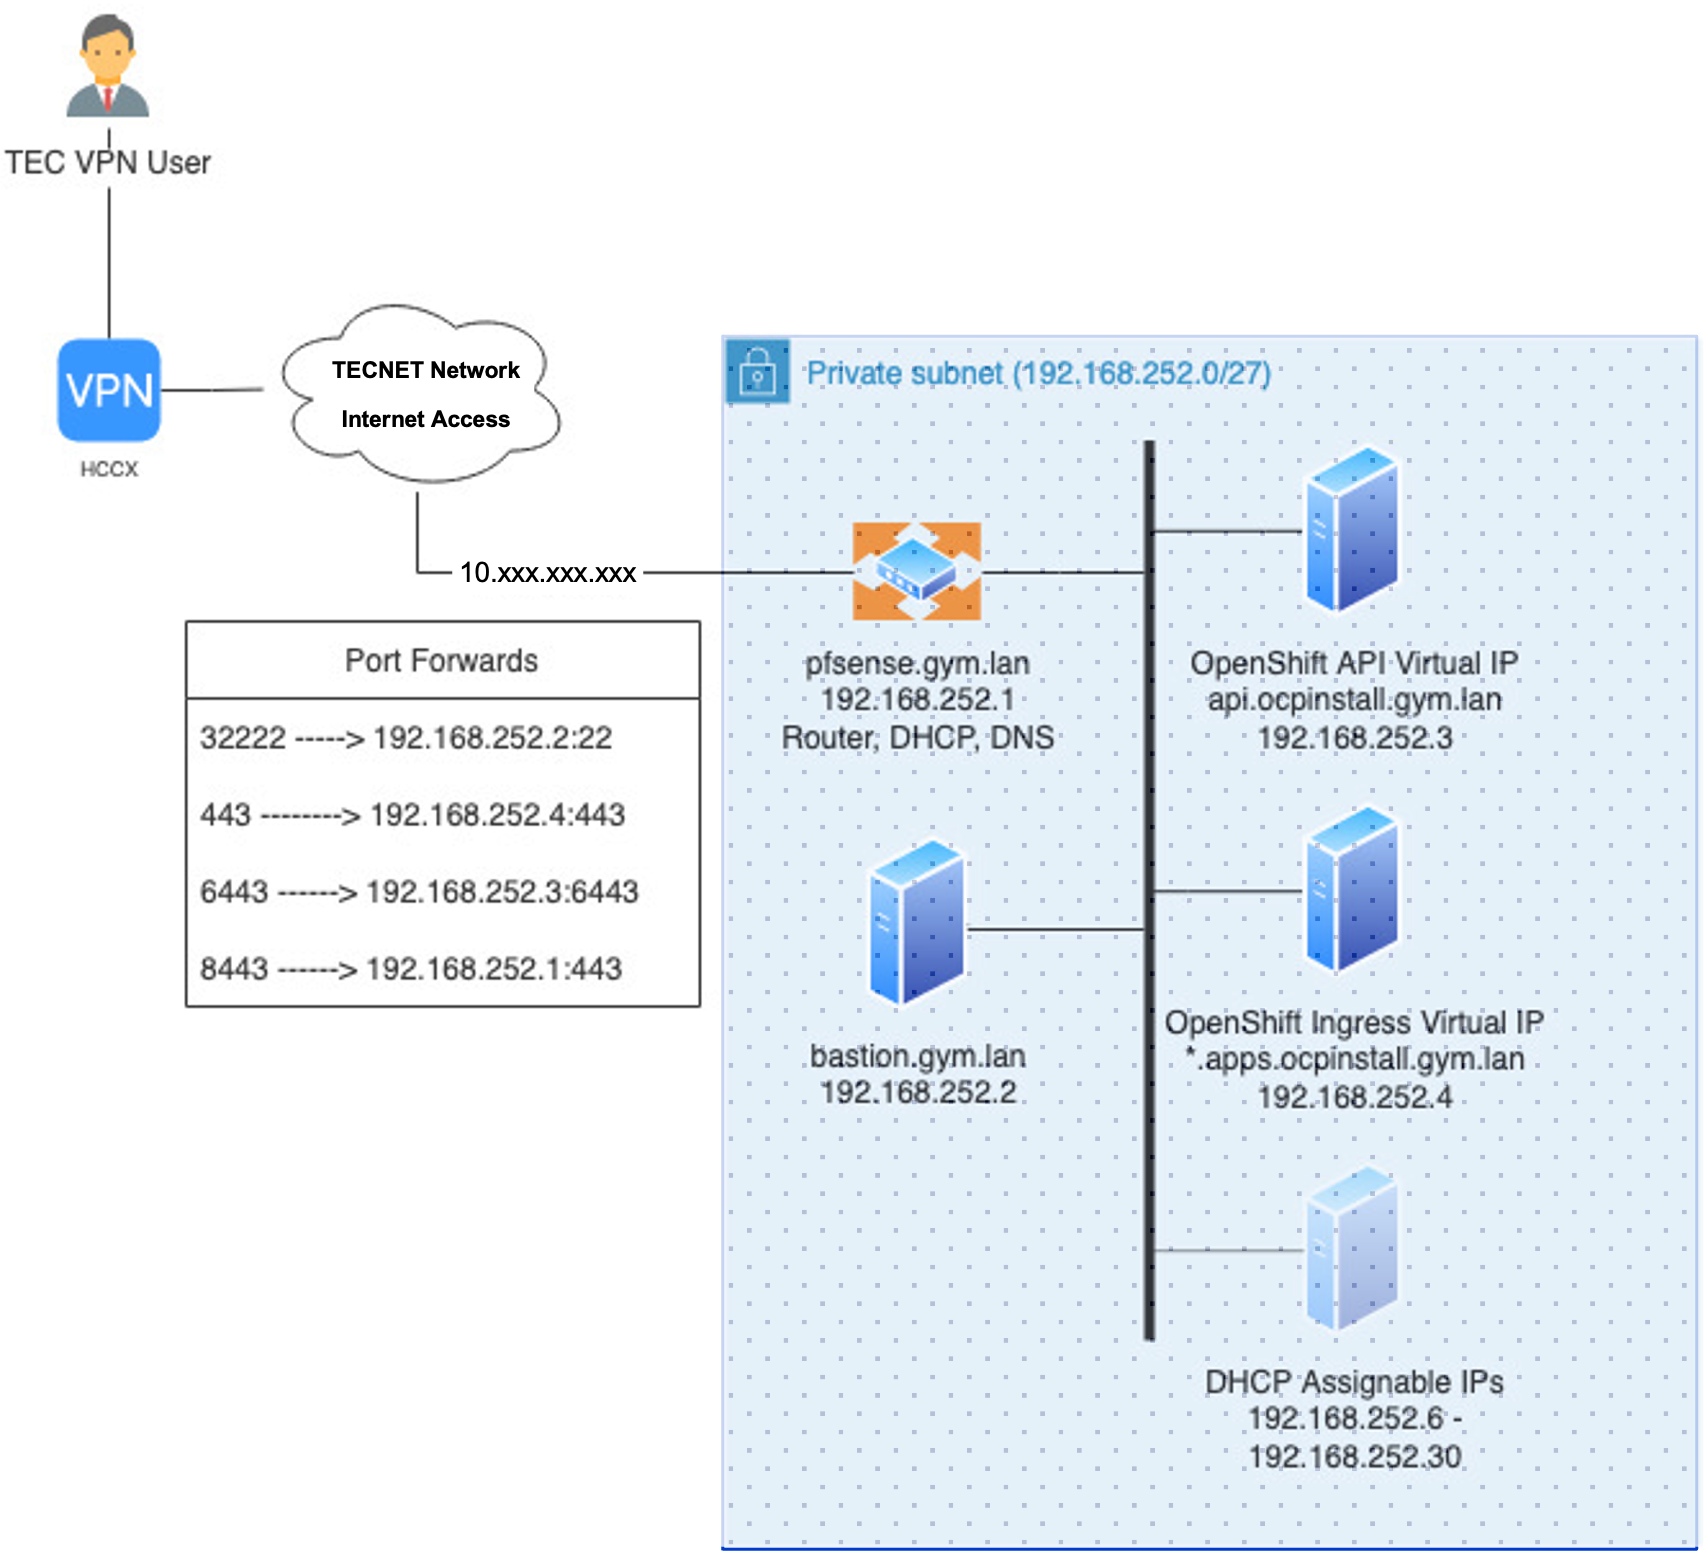 TEC VPN User
VPN
HCCX
TECNET Network
Internet Access
10.xxx.xxx.xxx
Port Forwards
32222 -----> 192.168.252.2:22
443 --------> 192.168.252.4:443
6443 ------> 192.168.252.3:6443
8443 ------> 192.168.252.1:443
Private subnet (192.168.252.0/27)
pfsense.gym.lan
192.168.252.1
Router, DHCP, DNS
bastion.gym.lan
192.168.252.2
OpenShift API Virtual IP
api.ocpinstall.gym.lan
192.168.252.3
OpenShift Ingress Virtual IP
*.apps.ocpinstall.gym.lan
192.168.252.4
DHCP Assignable IPs
192.168.252.6 -
192.168.252.30